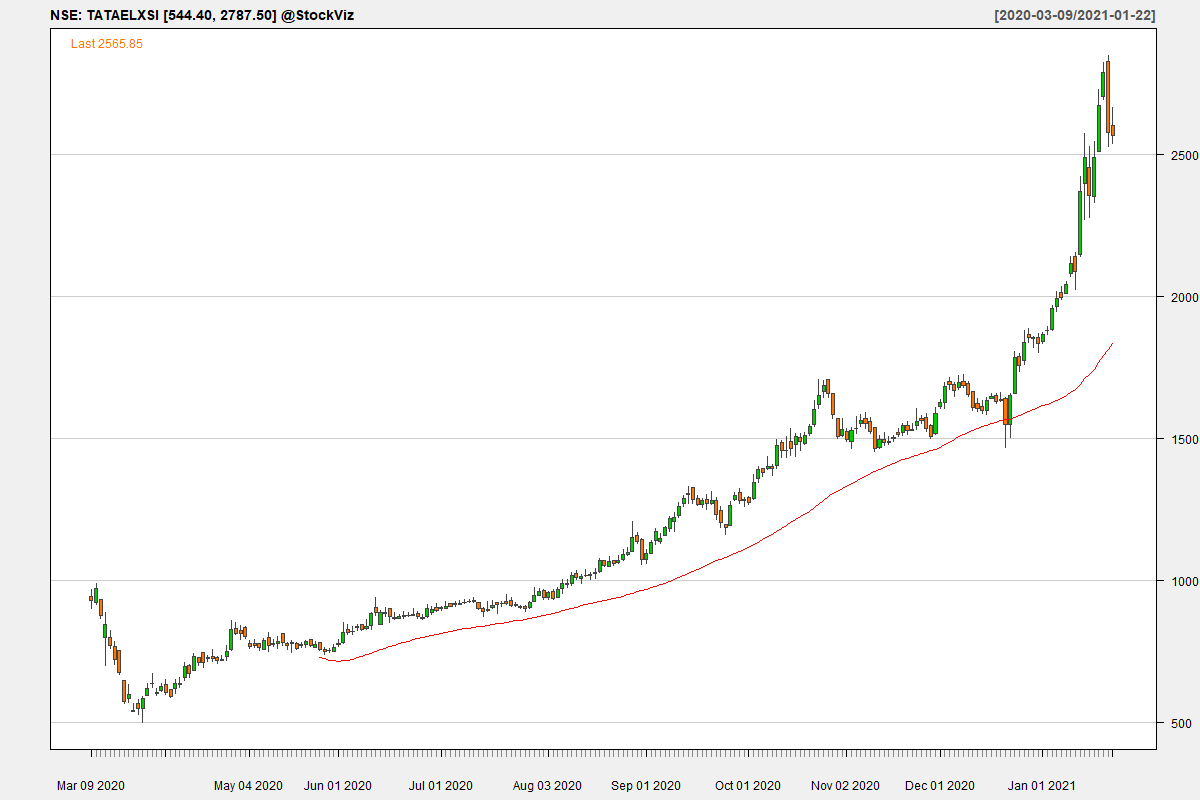 NSE: TATAELXSI [544.40, 2787.50] @StockViz [2020-03-09/2021-01-22]
Last 2565.85
2500
2000
1500
1000
500
Mar 09 2020 May 04 2020 Jun 01 2020 Jul 01 2020 Aug 03 2020 Sep 01 2020 Oct 01 2020 Nov 02 2020 Dec 01 2020 Jan 01 2021